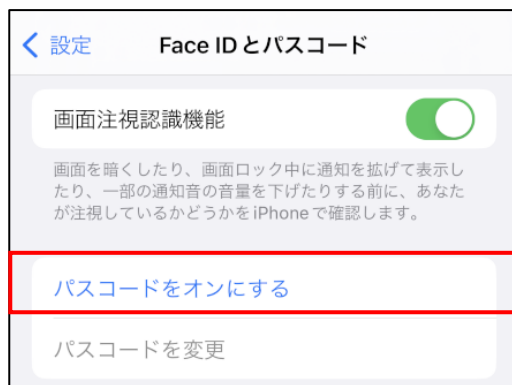 設定
Face IDとパスコード
画面注視認識機能
画面を暗くしたり、画面ロック中に通知を拡げて表示し
たり、一部の通知音の音量を下げたりする前に、あなた
が注視しているかどうかをiPhoneで確認します。
パスコードをオンにする
パスコードを変更